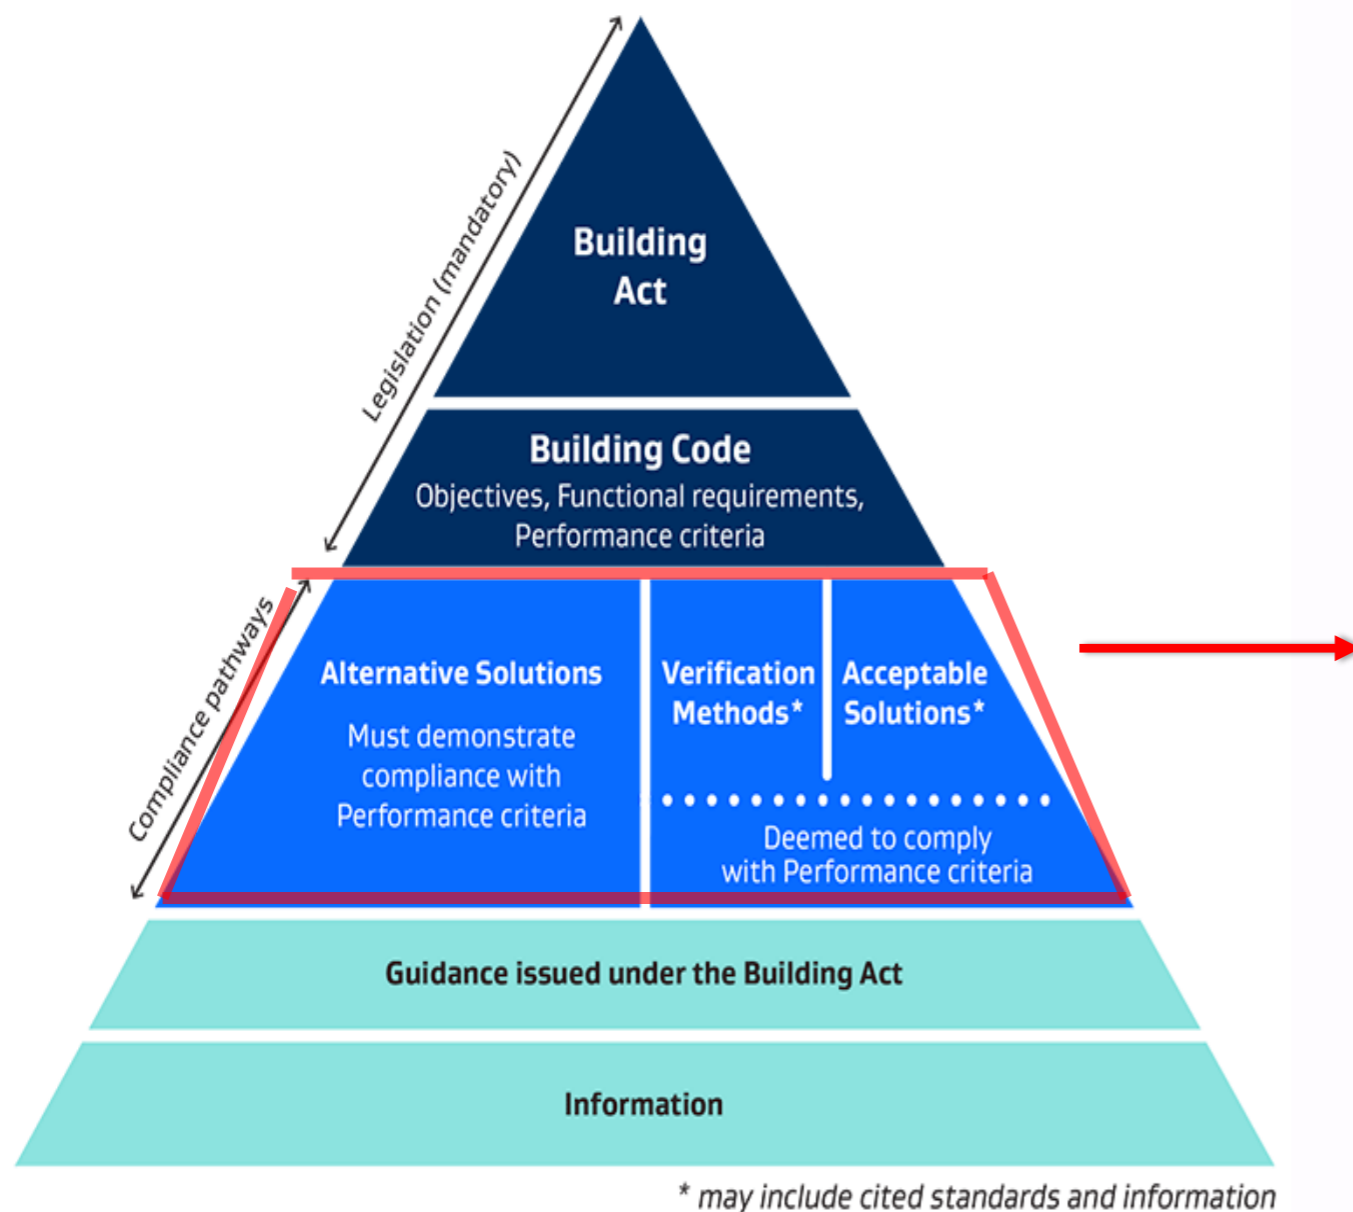 Building
Act
Legislation (mandatory)
Building Code
Objectives, Functional requirements,
Performance criteria
Compliance pathways
Alternative Solutions
Must demonstrate
compliance with
Performance criteria
Verification
Methods*
Acceptable
Solutions*
Deemed to comply
with Performance criteria
Guidance issued under the Building Act
Information
* may include cited standards and information